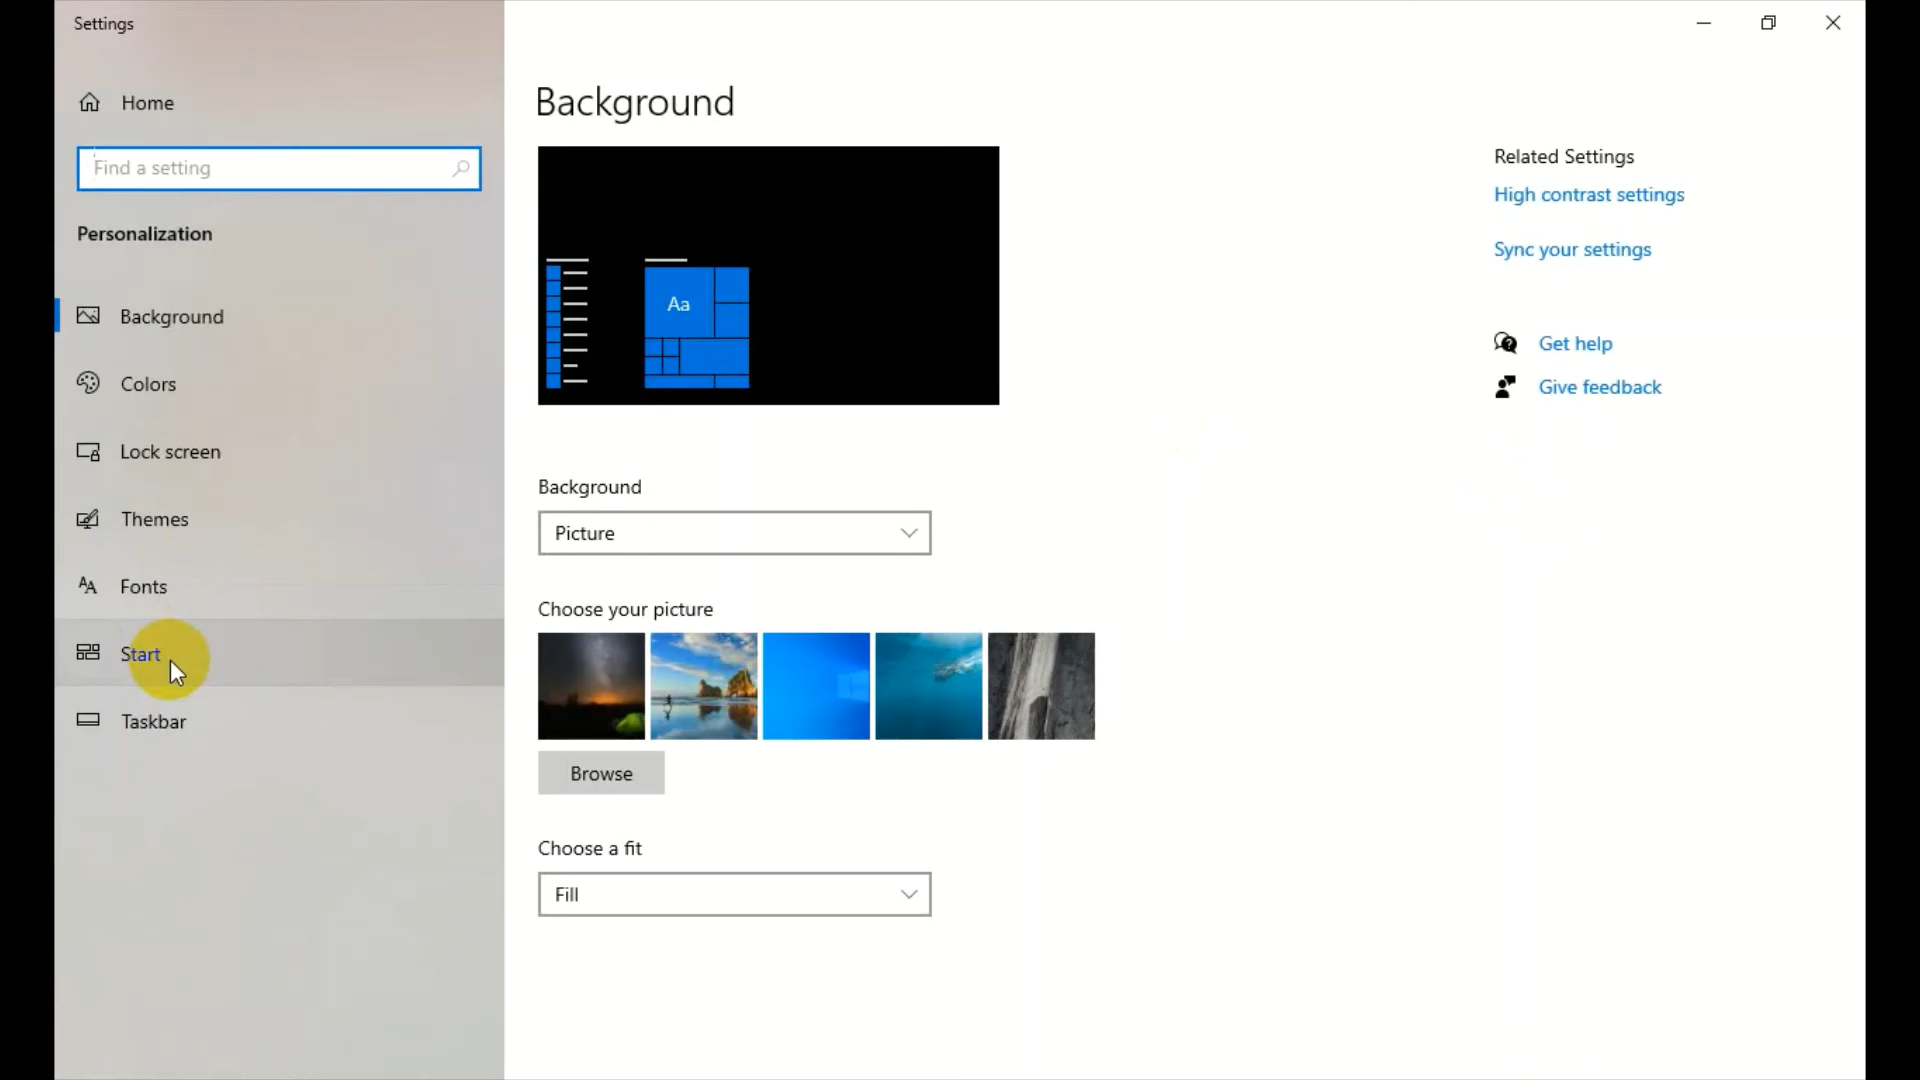 Settings
Home
Find a setting
Personalization
Background
Colors
Lock screen
Themes
Fonts
Start
Taskbar
Background
Aa
Background
Picture
Choose your picture
Browse
Choose a fit
Fill
Related Settings
High contrast settings
Sync your settings
Get help
Give feedback